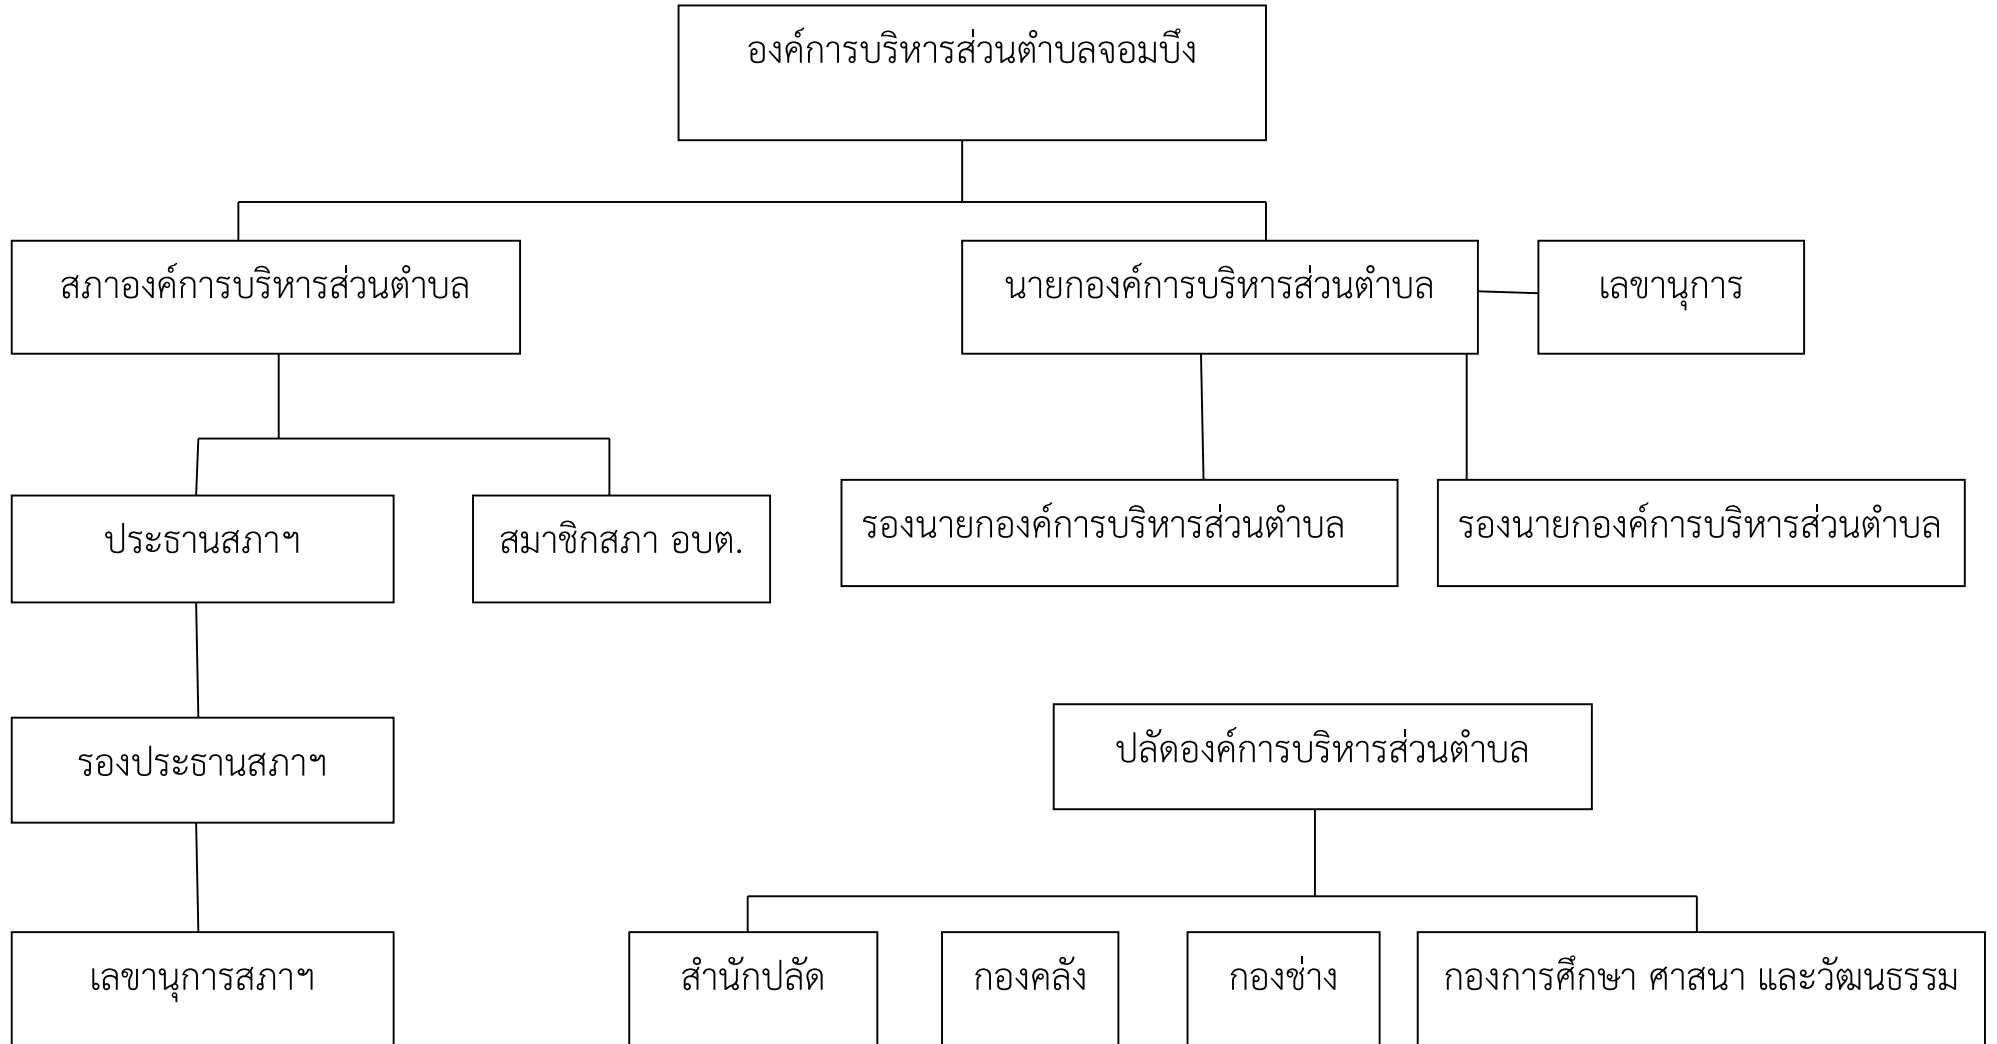 องค์การบริหารส่วนตำบลจอมบึง
สภาองค์การบริหารส่วนตำบล
นายกองค์การบริหารส่วนตำบล
เลขานุการ
ประธานสภาฯ
สมาชิกสภา อบต.
รองนายกองค์การบริหารส่วนตำบล
รองนายกองค์การบริหารส่วนตำบล
รองประธานสภาฯ
ปลัดองค์การบริหารส่วนตำบล
เลขานุการสภาฯ
สำนักปลัด
กองคลัง
กองช่าง
กองการศึกษา ศาสนา และวัฒนธรรม